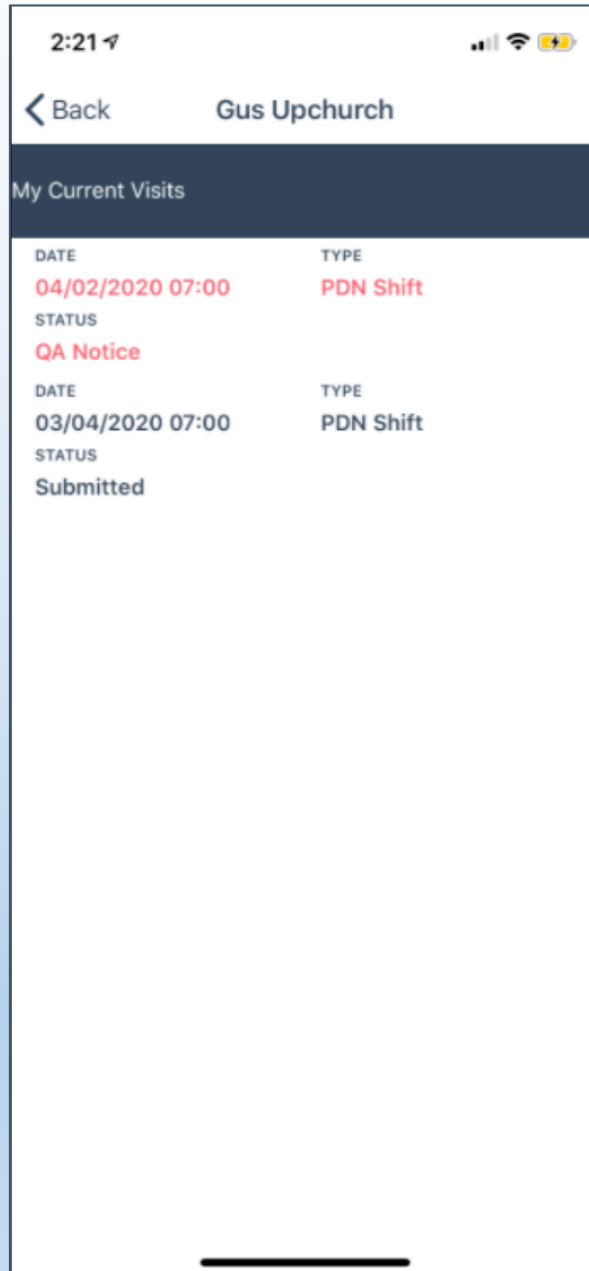 2:21
Back Gus Upchurch
My Current Visits
DATE TYPE
04/02/2020 07:00 PDN Shift
STATUS
QA Notice
DATE TYPE
03/04/2020 07:00 PDN Shift
STATUS
Submitted